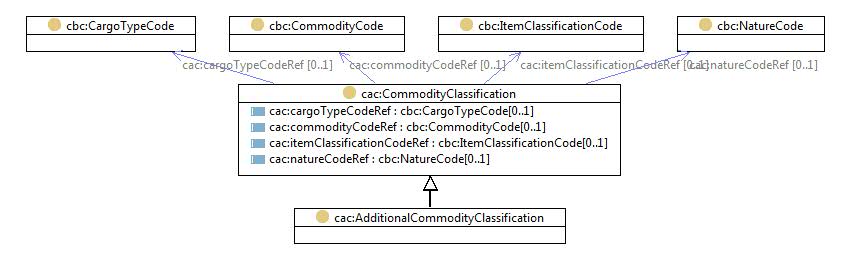 cbc:CargoTypeCode
cbc:CommodityCode
cbc:ItemClassificationCode
cbc:NatureCode
cac:cargoTypeCodeRef [0..1]
cac:commodityCodeRef [0..1]
cac:itemClassificationCodeRef [0..1]
cac:natureCodeRef [0..1]
cac:CommodityClassification
cac:cargoTypeCodeRef : cbc:CargoTypeCode[0..1]
cac:commodityCodeRef : cbc:CommodityCode[0..1]
cac:itemClassificationCodeRef : cbc:ItemClassificationCode[0..1]
cac:natureCodeRef : cbc:NatureCode[0..1]
cac:AdditionalCommodityClassification